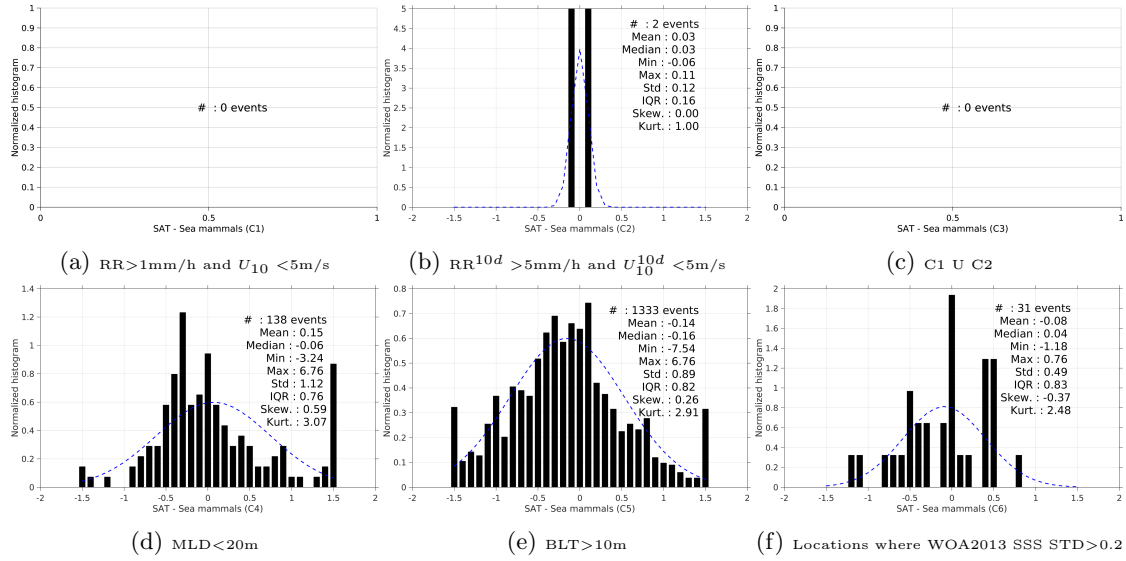 Normalized histogram
1
0.9
0.8
0.7
0.6
0.5
0.4
0.3
0.2
0.1
0
# : 0 events
0
0.5
1
SAT - Sea mammals (C1)
(a) RR>1mm/h and U10 <5m/s
Normalized histogram
5
4.5
4
3.5
3
2.5
2
1.5
1
0.5
0
# : 2 events
Mean : 0.03
Median : 0.03
Min : -0.06
Max : 0.11
Std : 0.12
IQR : 0.16
Skew. : 0.00
Kurt. : 1.00
-2
-1.5
-1
-0.5
0
0.5
1
1.5
2
SAT - Sea mammals (C2)
(b) RR10d >5mm/h and U10d10 <5m/s
Normalized histogram
1
0.9
0.8
0.7
0.6
0.5
0.4
0.3
0.2
0.1
0
# : 0 events
0
0.5
1
SAT - Sea mammals (C3)
(c) C1 U C2
Normalized histogram
1.4
1.2
1
0.8
0.6
0.4
0.2
0
# : 138 events
Mean : 0.15
Median : -0.06
Min : -3.24
Max : 6.76
Std : 1.12
IQR : 0.76
Skew. : 0.59
Kurt. : 3.07
-2
-1.5
-1
-0.5
0
0.5
1
1.5
2
SAT - Sea mammals (C4)
(d) MLD<20m
Normalized histogram
0.8
0.7
0.6
0.5
0.4
0.3
0.2
0.1
0
# : 1333 events
Mean : -0.14
Median : -0.16
Min : -7.54
Max : 6.76
Std : 0.89
IQR : 0.82
Skew. : 0.26
Kurt. : 2.91
-2
-1.5
-1
-0.5
0
0.5
1
1.5
2
SAT - Sea mammals (C5)
(e) BLT>10m
Normalized histogram
2
1.8
1.6
1.4
1.2
1
0.8
0.6
0.4
0.2
0
# : 31 events
Mean : -0.08
Median : 0.04
Min : -1.18
Max : 0.76
Std : 0.49
IQR : 0.83
Skew. : -0.37
Kurt. : 2.48
-2
-1.5
-1
-0.5
0
0.5
1
1.5
2
SAT - Sea mammals (C6)
(f) Locations where WOA2013 SSS STD>0.2